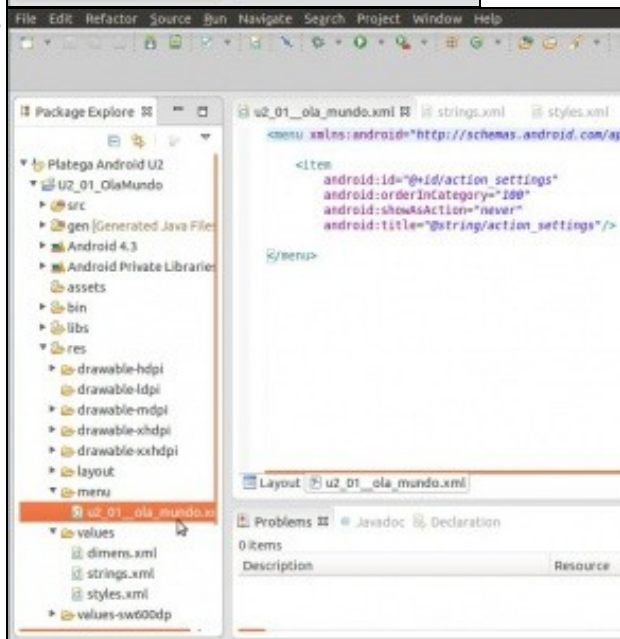 File Edit Refactor Source Run Navigate Search Project Window Help
Package Explore
u2_01__ola_mundo.xml strings.xml styles.xml
<menu xmlns:android="http://schemas.android.com/ap
<item
android:id="@+id/action_settings"
android:orderInCategory="100"
android:showAsAction="never"
android:title="@string/action_settings"/>
</menu>
Platega Android U2
U2_01_OlaMundo
src
gen [Generated Java Files
Android 4.3
Android Private Libraries
assets
bin
libs
res
drawable-hdpi
drawable-ldpi
drawable-mdpi
drawable-xhdpi
drawable-xxhdpi
layout
menu
u2_01__ola_mundo.x
values
dimens.xml
strings.xml
styles.xml
values-sw600dp
Layout u2_01__ola_mundo.xml
Problems Javadoc Declaration
0 items
Description Resource